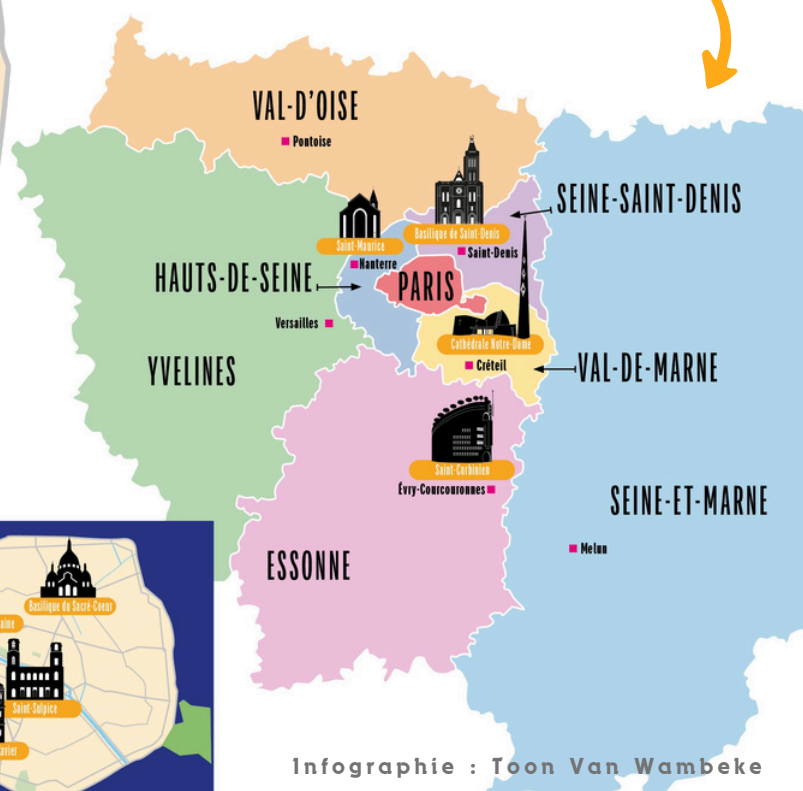 VAL-D'OISE
Pontoise
SEINE-SAINT-DENIS
Basilique de Saint-Denis
Saint-Maurice
Saint-Denis
Nanterre
HAUTS-DE-SEINE
PARIS
Versailles
Cathédrale Notre-Dame
Créteil
VAL-DE-MARNE
YVELINES
Saint-Corbinien
Évry-Courcouronnes
SEINE-ET-MARNE
Melun
ESSONNE
Basilique du Sacré-Coeur
aine
Saint-Sulpice
avier
Infographie : Toon Van Wambeke